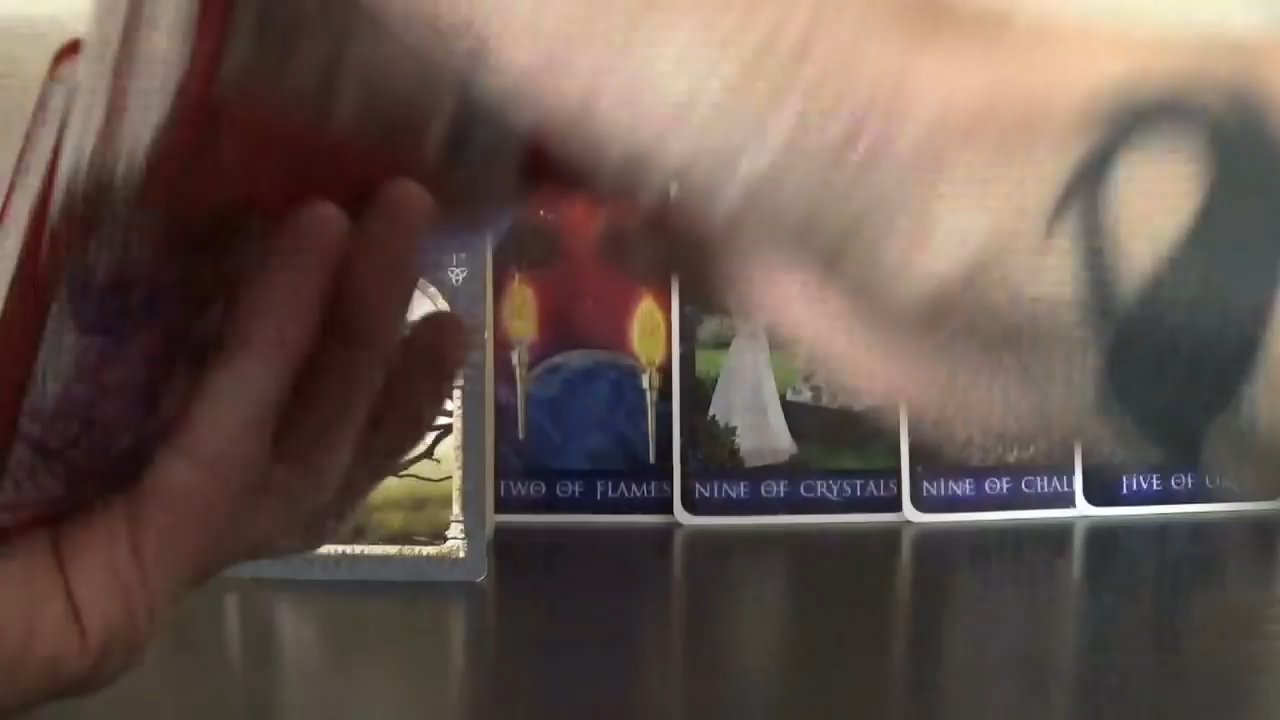 TWO OF FLAMES
NINE OF CRYSTALS
NINE OF CHAL
FIVE OF